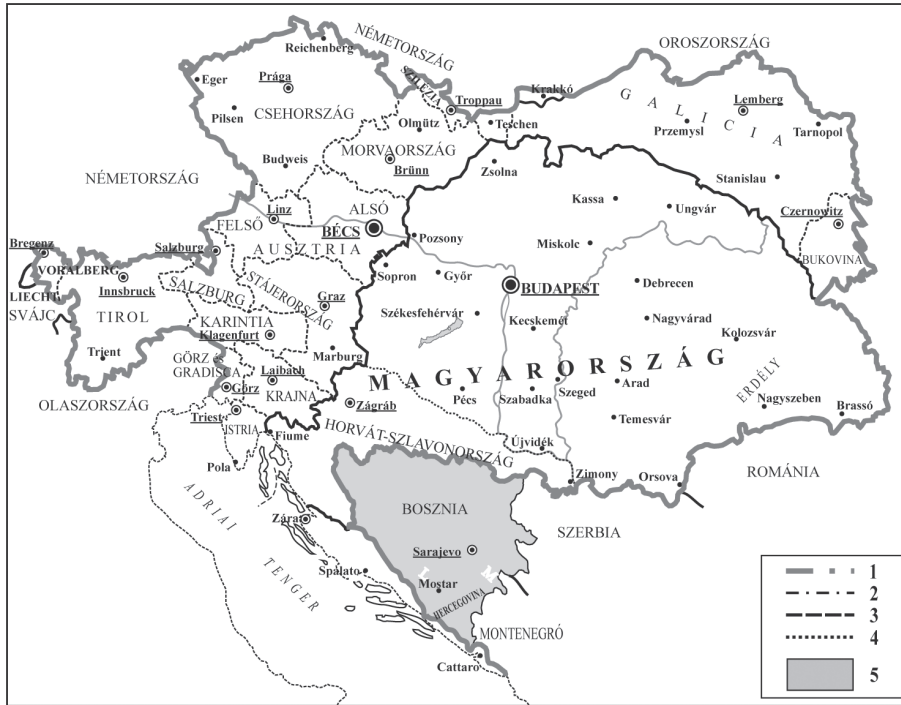 NÉMETORSZÁG
OROSZORSZÁG
Reichenberg
Eger
Prága
SZILÉZIA
Krakkó
GALICIA
Lemberg
CSEHORSZÁG
Troppau
Pilsen
Olmütz
Teschen
Przemysl
Tarnopol
MORVAORSZÁG
Budweis
Brünn
Zsolna
Stanislau
NÉMETORSZÁG
Kassa
Ungvár
Linz
ALSÓ
Czernowitz
FELSŐ
BÉCS
Pozsony
Bregenz
Salzburg
AUSZTRIA
Miskolc
BUKOVINA
VORALBERG
Sopron
Győr
LIECHT.
Innsbruck
SALZBURG
STÁJERORSZÁG
BUDAPEST
Debrecen
SVÁJC
TIROL
Graz
Székesfehérvár
Kecskemét
Nagyvárad
KARINTIA
Klagenfurt
Kolozsvár
Trient
Marburg
GÖRZ és
GRADISCA
MAGYARORSZÁG
Laibach
ERDÉLY
Görz
KRAJNA
Pécs
Szabadka
Szeged
Arad
OLASZORSZÁG
Zágráb
Nagyszeben
Brassó
Triest
ISTRIA
Fiume
HORVÁT-SZLAVONORSZÁG
Temesvár
Újvidék
Pola
Zimony
Orsova
ROMÁNIA
ADRIAI TENGER
BOSZNIA
Zára
SZERBIA
Sarajevo
Spalato
Mostar
HERCEGOVINA
MONTENEGRÓ
Cattaro
1
2
3
4
5